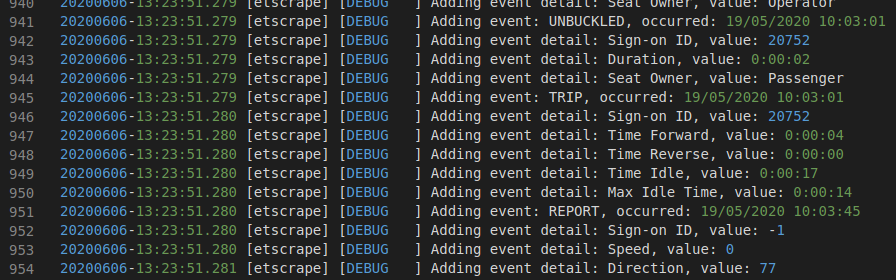 940 20200606-13:23:51.279 [etscrape] [DEBUG   ] Adding event detail: Seat Owner, value: Operator
941 20200606-13:23:51.279 [etscrape] [DEBUG   ] Adding event: UNBUCKLED, occurred: 19/05/2020 10:03:01
942 20200606-13:23:51.279 [etscrape] [DEBUG   ] Adding event detail: Sign-on ID, value: 20752
943 20200606-13:23:51.279 [etscrape] [DEBUG   ] Adding event detail: Duration, value: 0:00:02
944 20200606-13:23:51.279 [etscrape] [DEBUG   ] Adding event detail: Seat Owner, value: Passenger
945 20200606-13:23:51.279 [etscrape] [DEBUG   ] Adding event: TRIP, occurred: 19/05/2020 10:03:01
946 20200606-13:23:51.280 [etscrape] [DEBUG   ] Adding event detail: Sign-on ID, value: 20752
947 20200606-13:23:51.280 [etscrape] [DEBUG   ] Adding event detail: Time Forward, value: 0:00:04
948 20200606-13:23:51.280 [etscrape] [DEBUG   ] Adding event detail: Time Reverse, value: 0:00:00
949 20200606-13:23:51.280 [etscrape] [DEBUG   ] Adding event detail: Time Idle, value: 0:00:17
950 20200606-13:23:51.280 [etscrape] [DEBUG   ] Adding event detail: Max Idle Time, value: 0:00:14
951 20200606-13:23:51.280 [etscrape] [DEBUG   ] Adding event: REPORT, occurred: 19/05/2020 10:03:45
952 20200606-13:23:51.280 [etscrape] [DEBUG   ] Adding event detail: Sign-on ID, value: -1
953 20200606-13:23:51.280 [etscrape] [DEBUG   ] Adding event detail: Speed, value: 0
954 20200606-13:23:51.281 [etscrape] [DEBUG   ] Adding event detail: Direction, value: 77